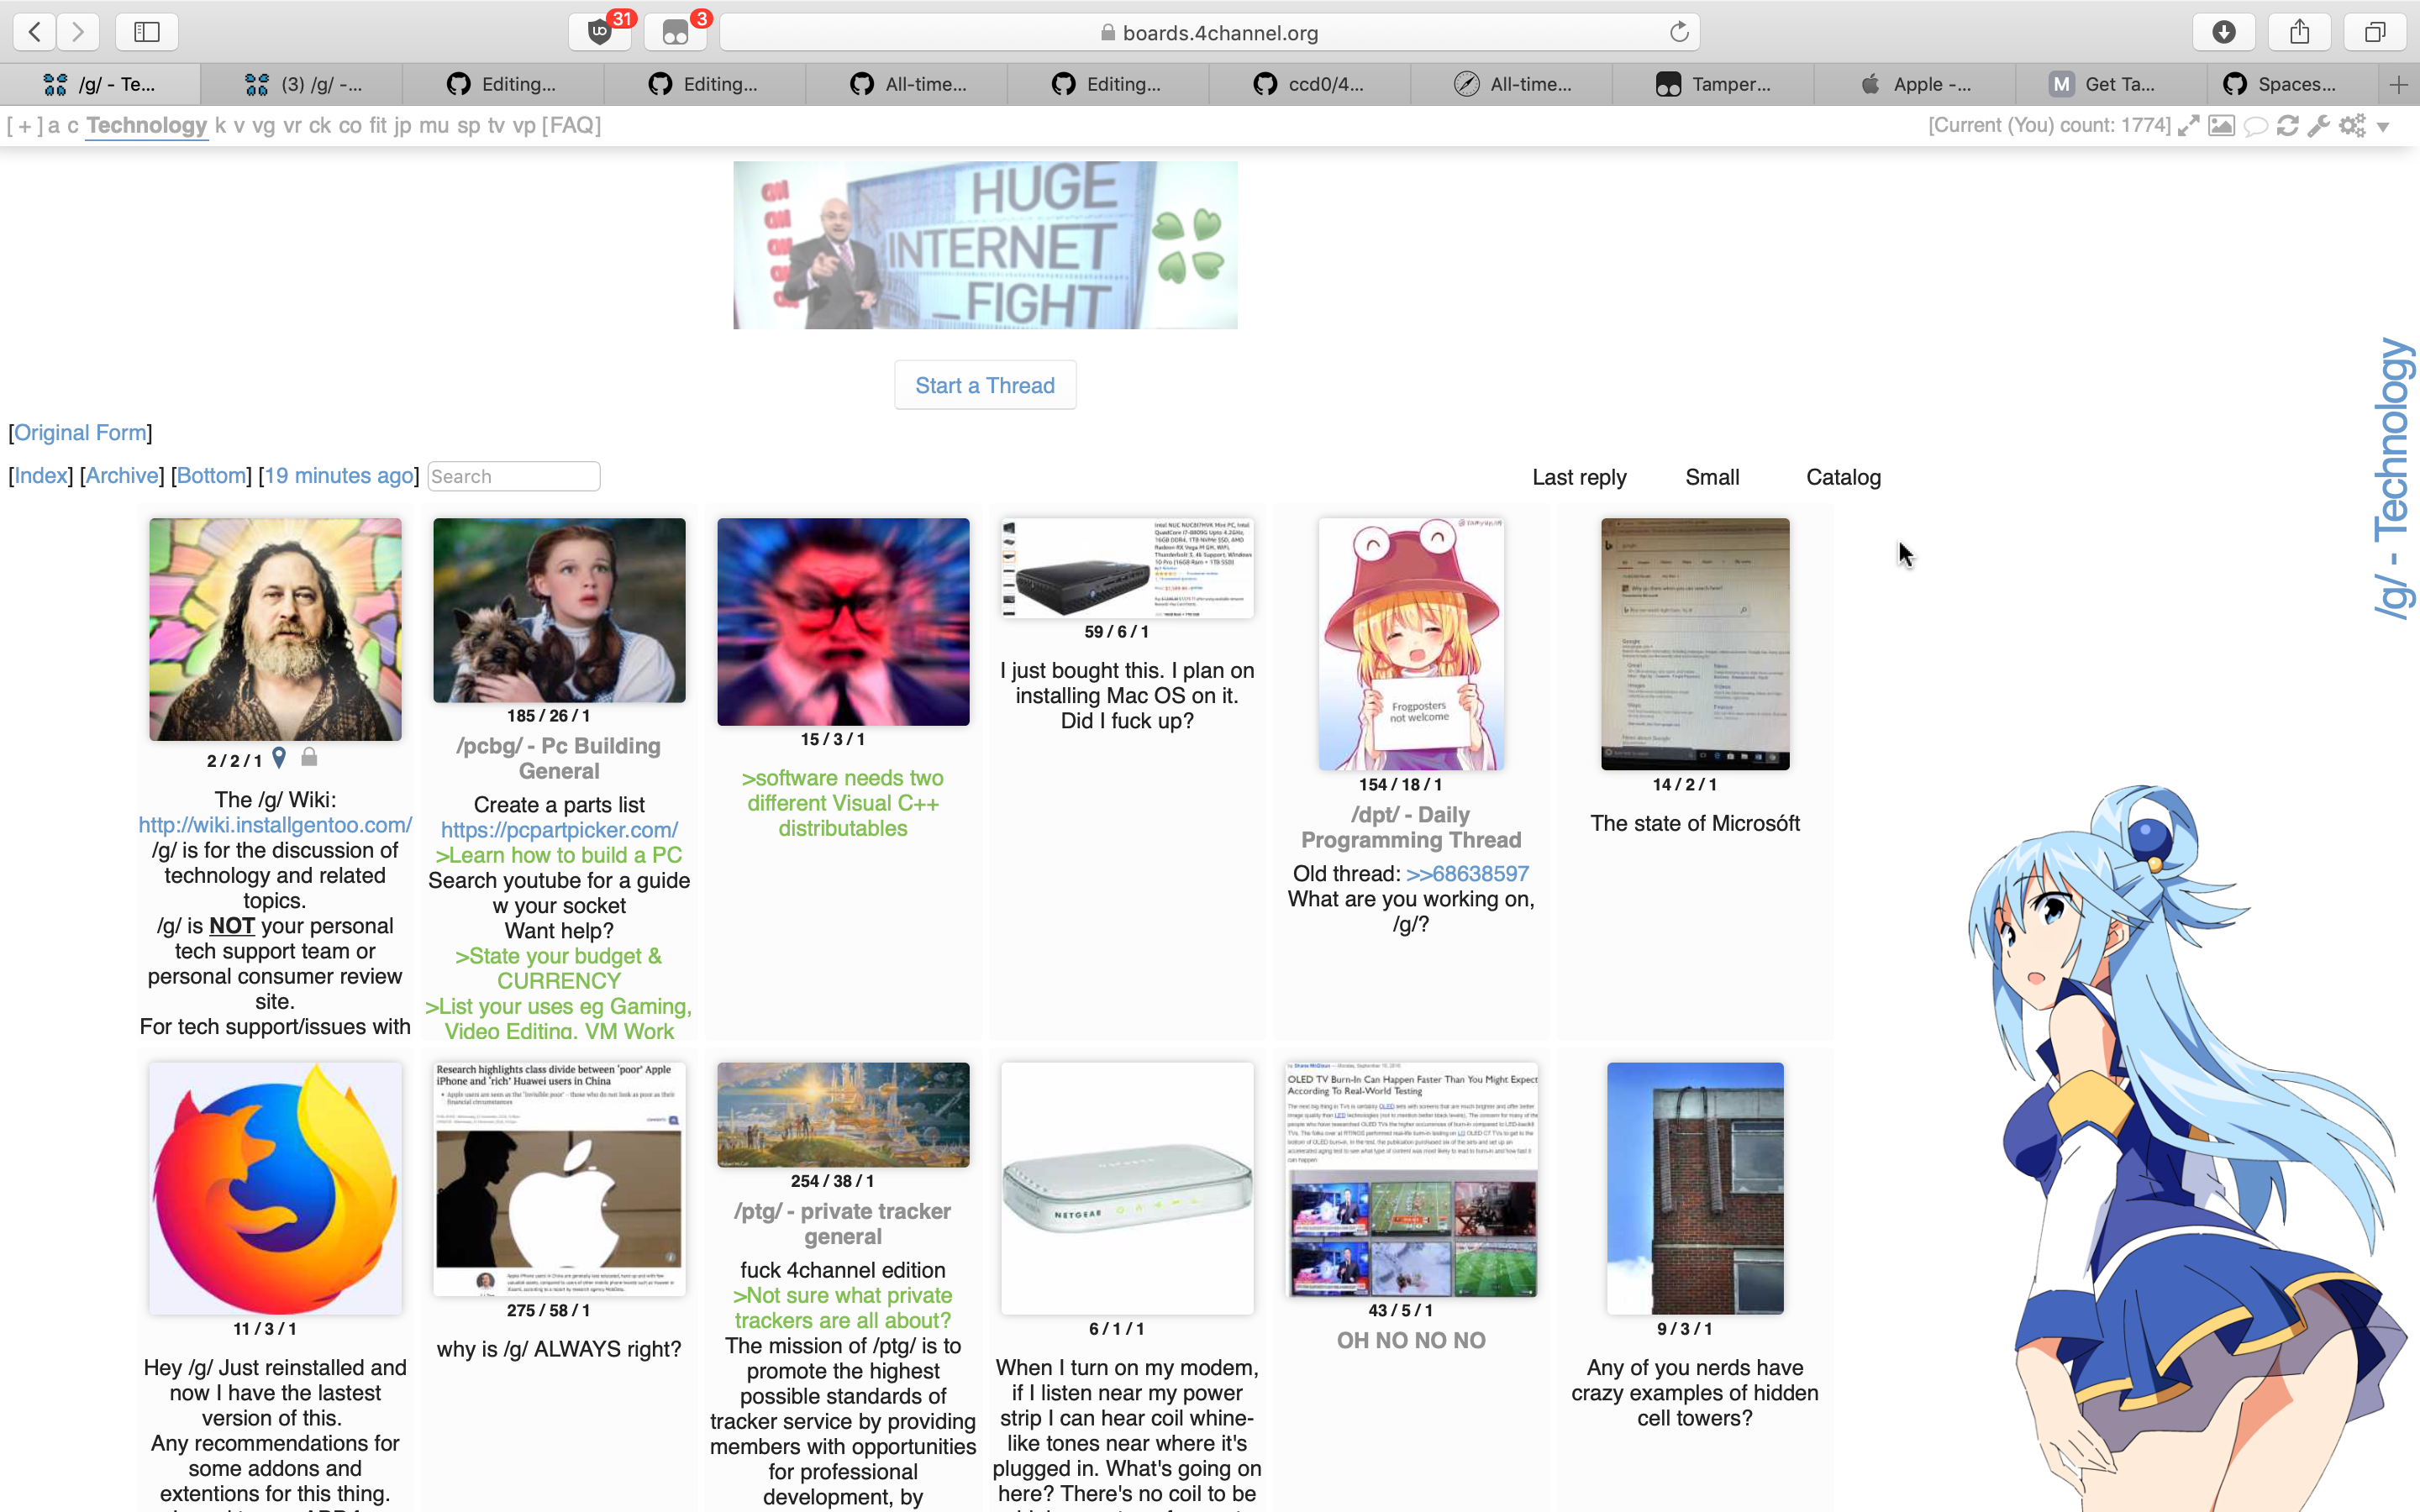 31
3
boards.4channel.org
/g/ - Te...
(3) /g/ -...
Editing...
Editing...
All-time...
Editing...
ccd0/4...
All-time...
Tamper...
Apple -...
M Get Ta...
Spaces...
[ + ] a c Technology k v vg vr ck co fit jp mu sp tv vp [FAQ]
[Current (You) count: 1774]
HUGE
INTERNET
_FIGHT
Start a Thread
/g/ - Technology
[Original Form]
[Index] [Archive] [Bottom] [19 minutes ago] Search
Last reply
Small
Catalog
2 / 2 / 1
The /g/ Wiki:
http://wiki.installgentoo.com/
/g/ is for the discussion of
technology and related
topics.
/g/ is NOT your personal
tech support team or
personal consumer review
site.
For tech support/issues with
185 / 26 / 1
/pcbg/ - Pc Building
General
Create a parts list
https://pcpartpicker.com/
>Learn how to build a PC
Search youtube for a guide
w your socket
Want help?
>State your budget &
CURRENCY
>List your uses eg Gaming,
Video Editing, VM Work
15 / 3 / 1
>software needs two
different Visual C++
distributables
59 / 6 / 1
I just bought this. I plan on
installing Mac OS on it.
Did I fuck up?
Frogposters
not welcome
154 / 18 / 1
/dpt/ - Daily
Programming Thread
Old thread: >>68638597
What are you working on,
/g/?
14 / 2 / 1
The state of Microsóft
11 / 3 / 1
Hey /g/ Just reinstalled and
now I have the lastest
version of this.
Any recommendations for
some addons and
extentions for this thing.
Research highlights class divide between 'poor' Apple
iPhone and 'rich' Huawei users in China
275 / 58 / 1
why is /g/ ALWAYS right?
254 / 38 / 1
/ptg/ - private tracker
general
fuck 4channel edition
>Not sure what private
trackers are all about?
The mission of /ptg/ is to
promote the highest
possible standards of
tracker service by providing
members with opportunities
for professional
development, by
NETGEAR
6 / 1 / 1
When I turn on my modem,
if I listen near my power
strip I can hear coil whine-
like tones near where it's
plugged in. What's going on
here? There's no coil to be
OLED TV Burn-In Can Happen Faster Than You Might Expect
According To Real-World Testing
43 / 5 / 1
OH NO NO NO
9 / 3 / 1
Any of you nerds have
crazy examples of hidden
cell towers?